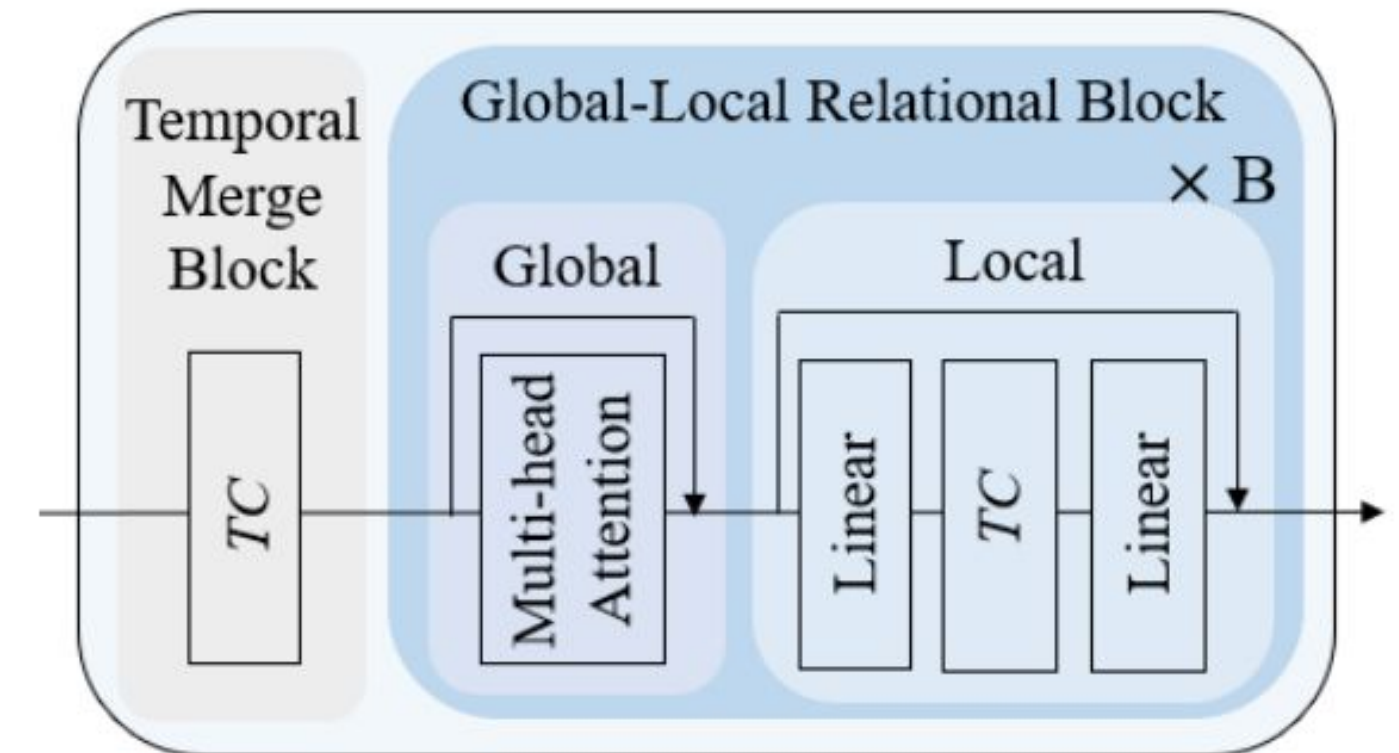 Temporal
Merge
Block
TC
Global-Local Relational Block
× B
Global
Multi-head
Attention
Local
Linear
TC
Linear